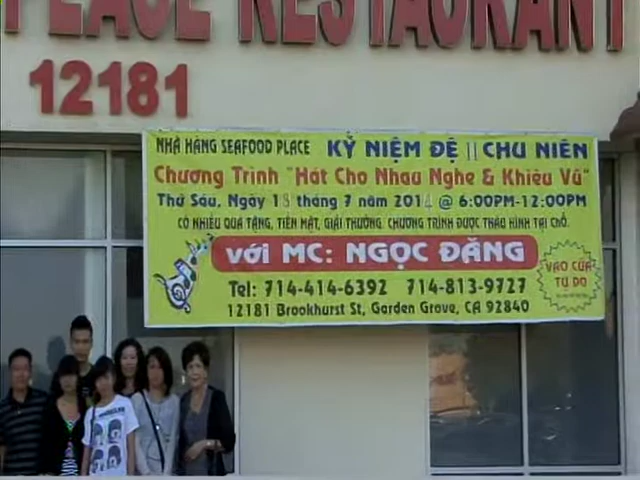 PLACE RESTAURANT
12181
NHÀ HÀNG SEAFOOD PLACE KỶ NIỆM ĐỆ II CHU NIÊN
Chương Trình "Hát Cho Nhau Nghe & Khiêu Vũ"
Thứ Sáu, Ngày 18 tháng 7 năm 2014 @ 6:00PM-12:00PM
CÓ NHIỀU QUÀ TẶNG, TIỀN MẶT, GIẢI THƯỞNG. CHƯƠNG TRÌNH ĐƯỢC THÂU HÌNH TẠI CHỖ.
với MC: NGỌC ĐĂNG
VÀO CỬA
TỰ DO
Tel: 714-414-6392 714-813-9727
12181 Brookhurst St, Garden Grove, CA 92840